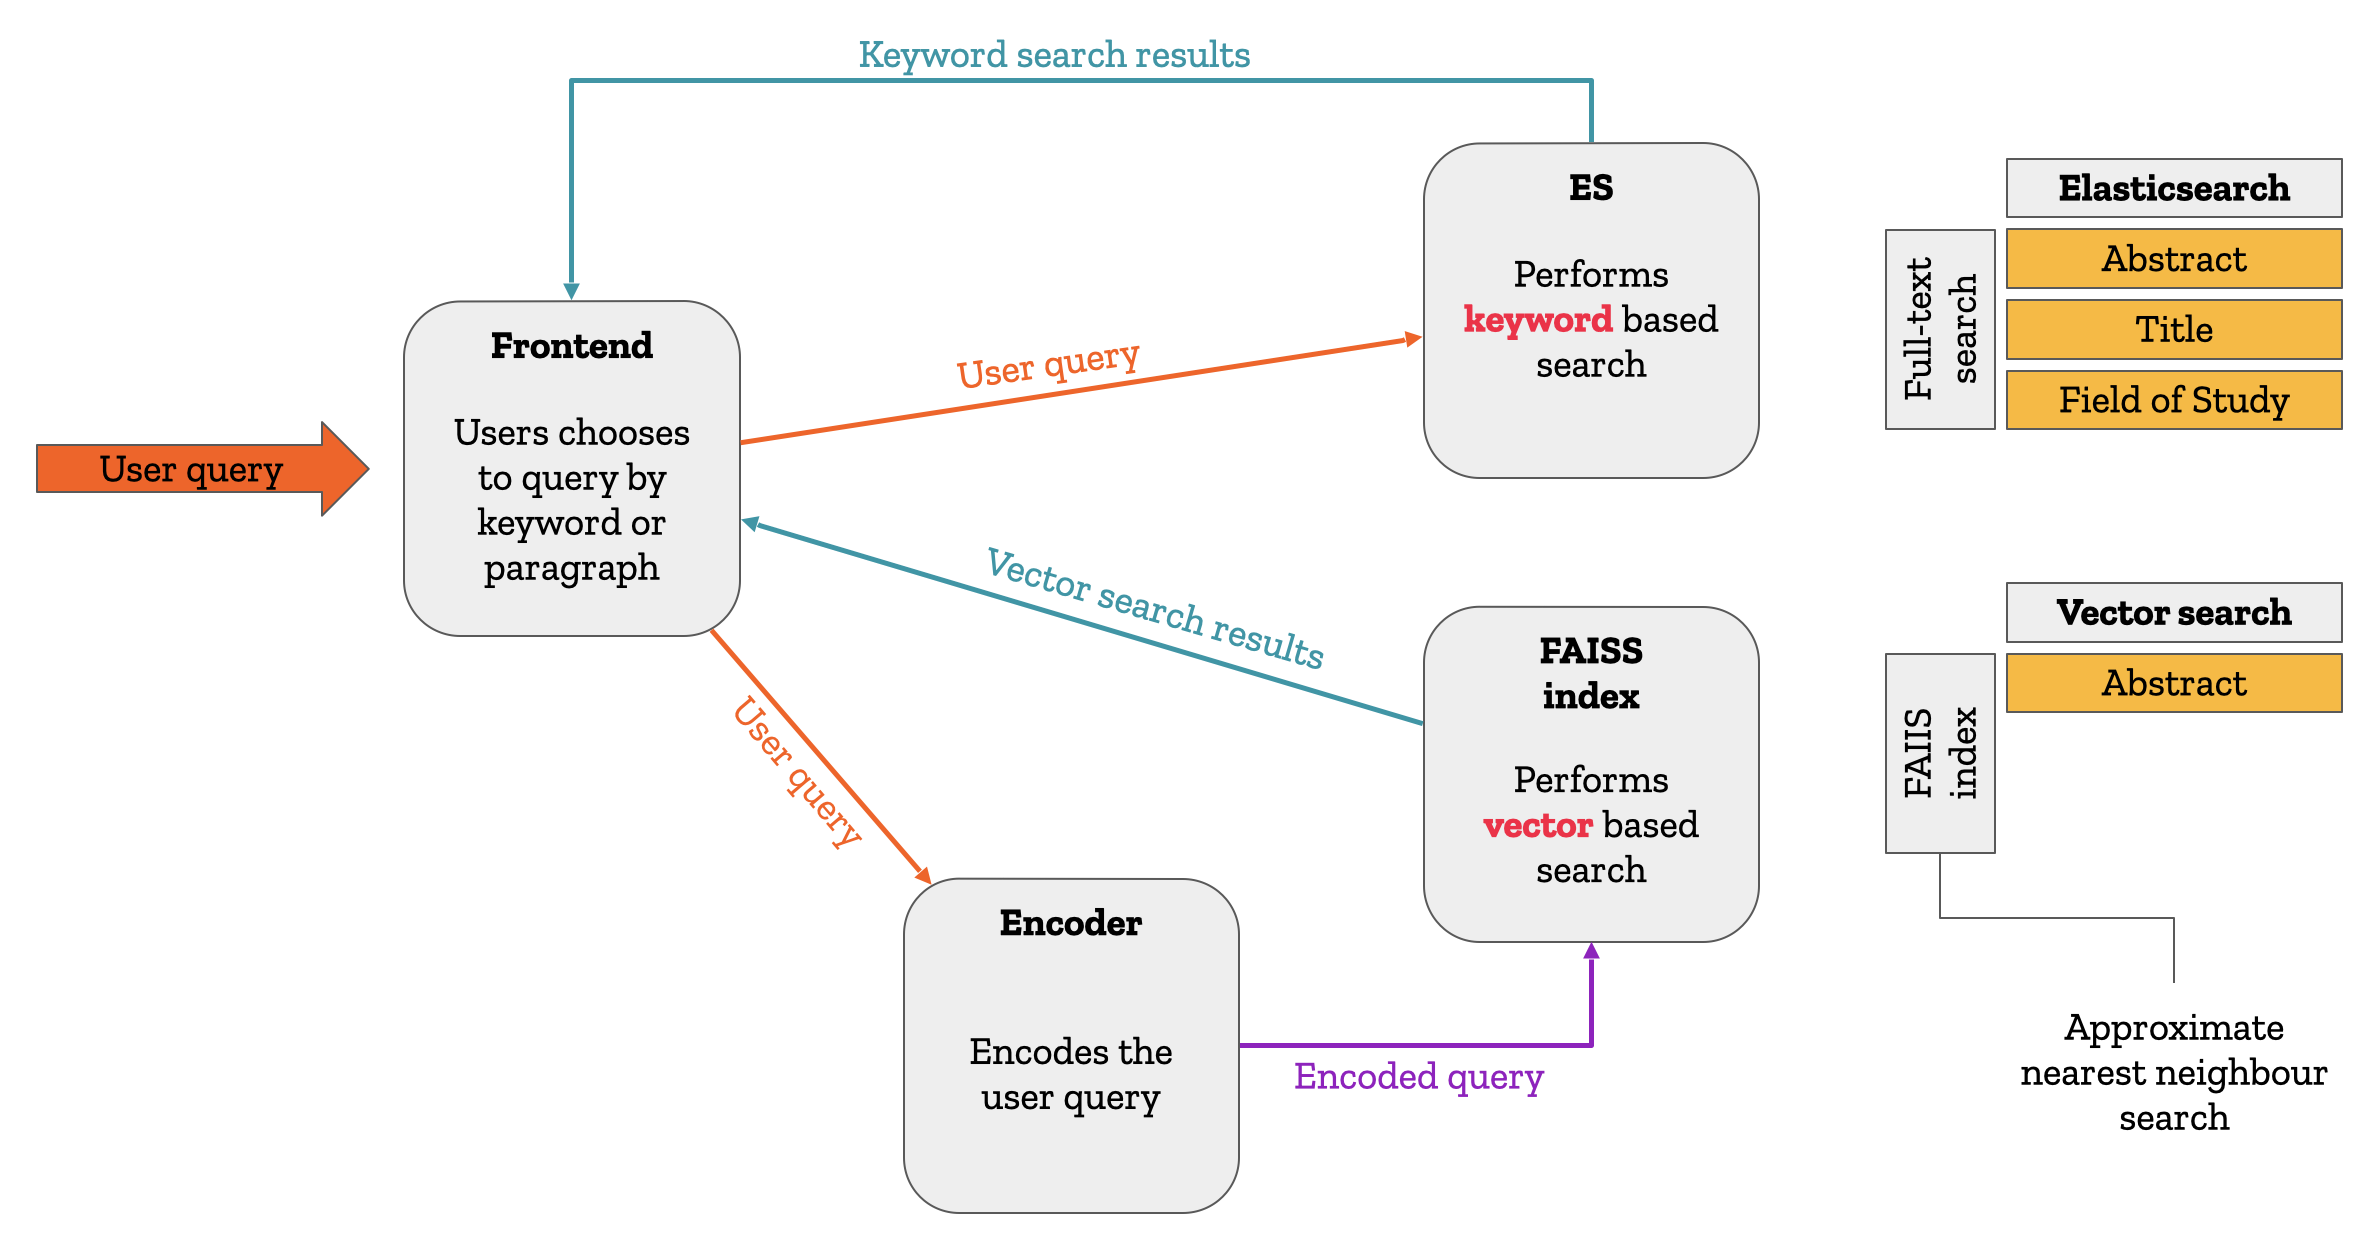 Keyword search results
ES
Performs
keyword based
search
Elasticsearch
Full-text
search
Abstract
Title
Field of Study
Frontend
Users chooses
to query by
keyword or
paragraph
User query
User query
Vector search results
User query
FAISS
index
Performs
vector based
search
Vector search
FAIIS
index
Abstract
Encoder
Encodes the
user query
Encoded query
Approximate
nearest neighbour
search